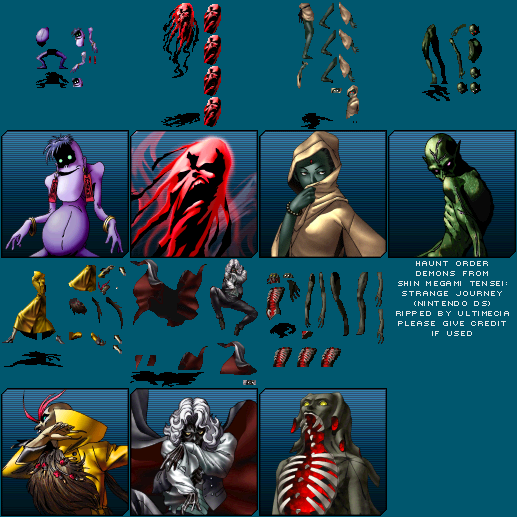 HAUNT ORDER
DEMONS FROM
SHIN MEGAMI TENSEI:
STRANGE JOURNEY
(NINTENDO DS)
RIPPED BY ULTIMECIA
PLEASE GIVE CREDIT
IF USED